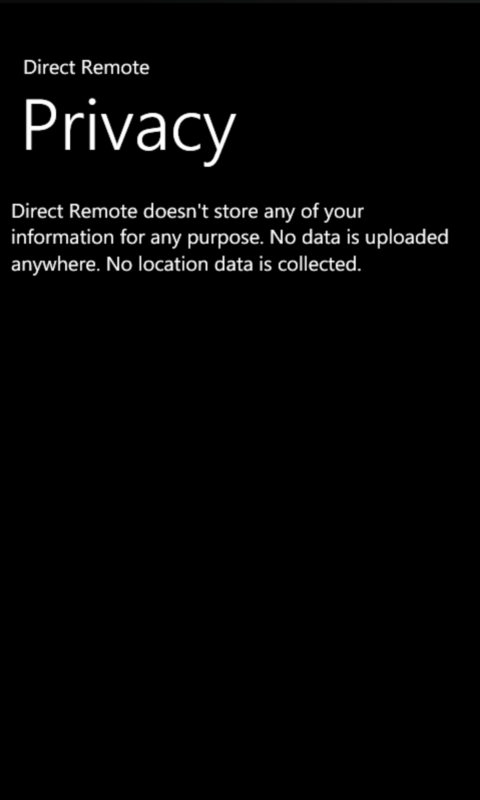 Direct Remote
Privacy
Direct Remote doesn't store any of your
information for any purpose. No data is uploaded
anywhere. No location data is collected.